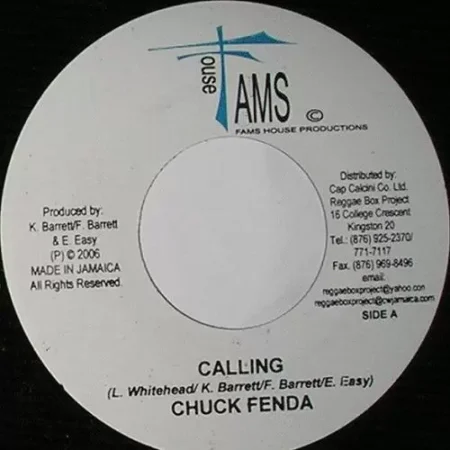 House
FAMS ©
FAMS HOUSE PRODUCTIONS
Produced by:
K. Barrett/F. Barrett
& E. Easy
(P) © 2006
MADE IN JAMAICA
All Rights Reserved.
Distributed by:
Cap Calcini Co. Ltd.
Reggae Box Project
16 College Crescent
Kingston 20
Tel.: (876) 925-2370/
771-7117
Fax. (876) 969-8496
email:
reggaeboxproject@yahoo.con
reggaeboxproject@cwjamaica.com
SIDE A
CALLING
(L. Whitehead/ K. Barrett/F. Barrett/E. Easy)
CHUCK FENDA